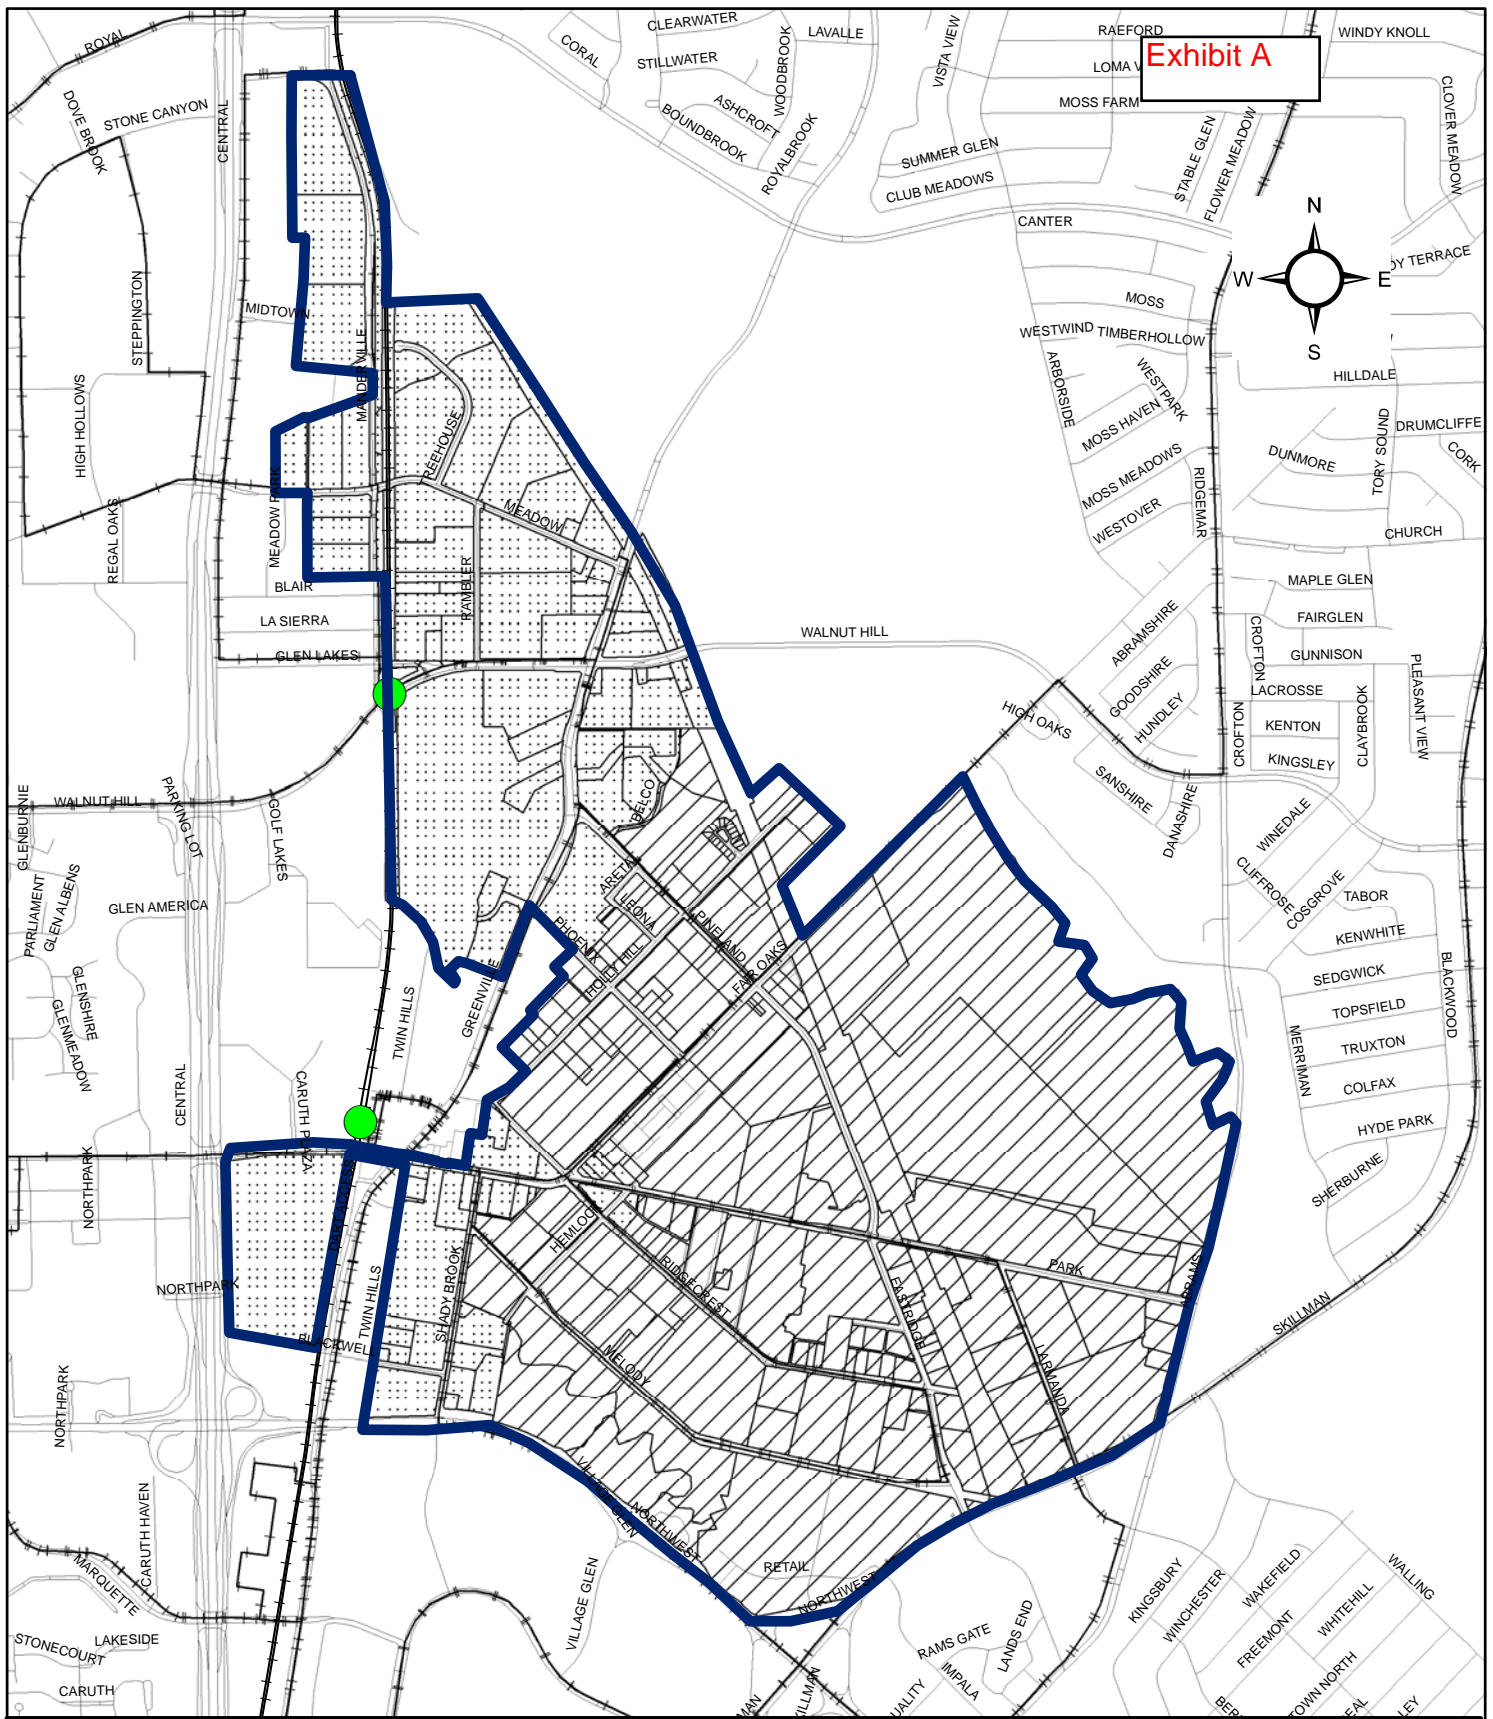 Exhibit A
ROYAL
CORAL
CLEARWATER
STILLWATER
WOODBROOK
LAVALLE
ASHCROFT
BOUNDBROOK
ROYALBROOK
VISTA VIEW
RAEFORD
WINDY KNOLL
MOSS FARM
CLOVER MEADOW
DOVE BROOK
STONE CANYON
CENTRAL
SUMMER GLEN
CLUB MEADOWS
STABLE GLEN
FLOWER MEADOW
CANTER
N
W
E
S
STEPPINGTON
MIDTOWN
MANDERVILLE
MOSS
WESTWIND
TIMBERHOLLOW
ARBORSIDE
WESTPARK
HILLDALE
HIGH HOLLOWS
TREEHOUSE
MOSS HAVEN
TORY SOUND
DRUMCLIFFE
CORK
DUNMORE
MOSS MEADOWS
RIDGEMAR
WESTOVER
CHURCH
REGAL OAKS
MEADOW PARK
MEADOW
BLAIR
RAMBLER
MAPLE GLEN
LA SIERRA
WALNUT HILL
ABRAMSHIRE
FAIRGLEN
CROFTON
GLEN LAKES
GUNNISON
PLEASANT VIEW
GOODSHIRE
LACROSSE
HIGH OAKS
HUNDLEY
CROFTON
KENTON
CLAYBROOK
KINGSLEY
SANSHIRE
DANASHIRE
WALNUT HILL
GLENBURNIE
PARKING LOT
GOLF LAKES
BELCO
WINEDALE
CLIFFROSE
COSGROVE
PARLIAMENT
GLEN ALBENS
GLEN AMERICA
ARETA
LEONA
PINELAND
TABOR
KENWHITE
PHOENIX
HOLLY HILL
FAIR OAKS
SEDGWICK
BLACKWOOD
GLENSHIRE
GLENMEADOW
TWIN HILLS
GREENVILLE
TOPSFIELD
MERRIMAN
TRUXTON
COLFAX
CENTRAL
CARUTH PLAZA
HYDE PARK
NORTHPARK
DART ACCESS
SHERBURNE
HEMLOCK
NORTHPARK
TWIN HILLS
SHADY BROOK
RIDGECREST
EASTRIDGE
PARK
ABRAMS
SKILLMAN
BLACKWELL
MELODY
LARMANDA
NORTHPARK
VILLAGE GLEN
NORTHWEST
CARUTH HAVEN
MARQUETTE
RETAIL
NORTHWEST
VILLAGE GLEN
KINGSBURY
WINCHESTER
WAKEFIELD
WALLING
WHITEHILL
FREEMONT
STONECOURT
LAKESIDE
RAMS GATE
LANDS END
IMPALA
CARUTH
TOWN NORTH